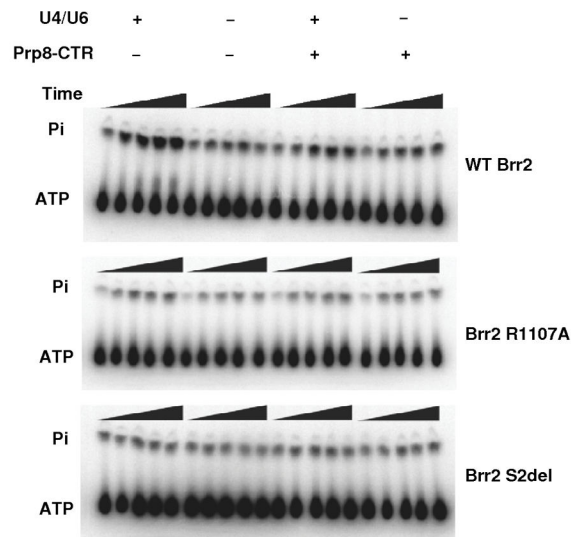 U4/U6 + – + –
Prp8-CTR – – + +
Time
Pi
ATP
WT Brr2
Pi
ATP
Brr2 R1107A
Pi
ATP
Brr2 S2del